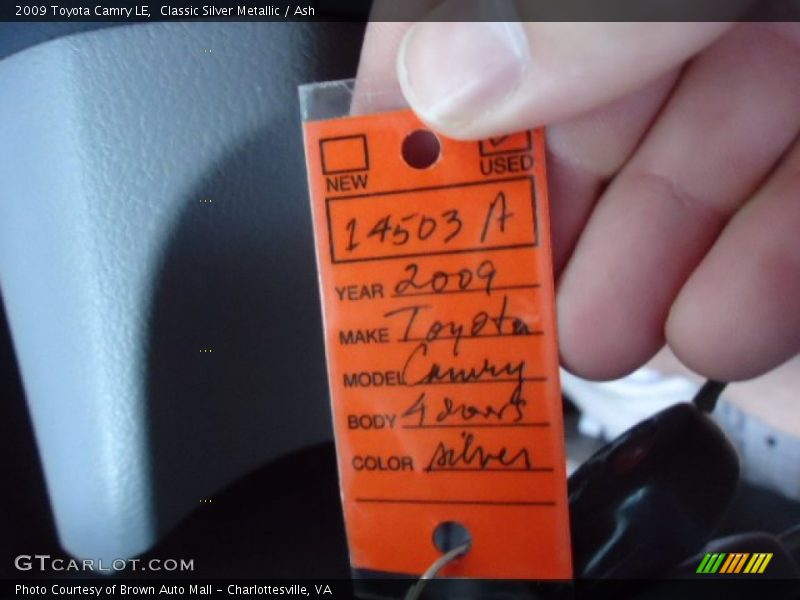 2009 Toyota Camry LE,  Classic Silver Metallic / Ash
NEW USED
14503 A
YEAR 2009
MAKE Toyota
MODEL Camry
BODY 4 doors
COLOR silver
GTCARLOT.COM
Photo Courtesy of Brown Auto Mall – Charlottesville, VA